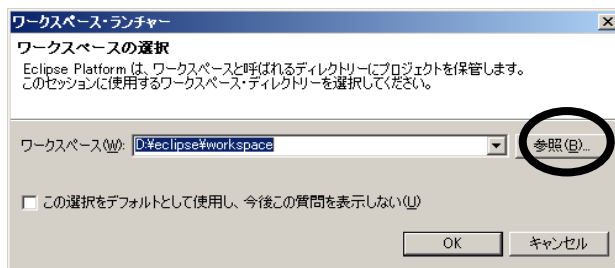 ワークスペース・ランチャー
ワークスペースの選択
Eclipse Platform は、ワークスペースと呼ばれるディレクトリーにプロジェクトを保管します。
このセッションに使用するワークスペース・ディレクトリーを選択してください。
ワークスペース(W): D:¥eclipse¥workspace 参照(B)...
この選択をデフォルトとして使用し、今後この質問を表示しない(U)
OK キャンセル